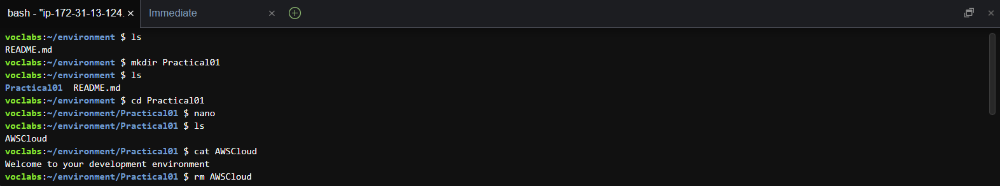 bash - "ip-172-31-13-124. × Immediate ×
voclabs:~/environment $ ls
README.md
voclabs:~/environment $ mkdir Practical01
voclabs:~/environment $ ls
Practical01  README.md
voclabs:~/environment $ cd Practical01
voclabs:~/environment/Practical01 $ nano
voclabs:~/environment/Practical01 $ ls
AWSCloud
voclabs:~/environment/Practical01 $ cat AWSCloud
Welcome to your development environment
voclabs:~/environment/Practical01 $ rm AWSCloud